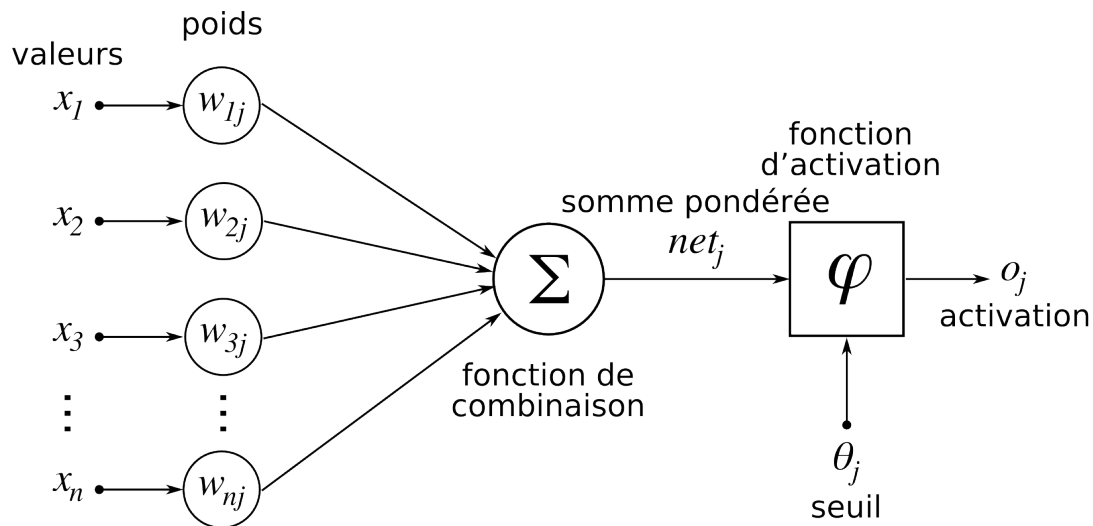 poids
valeurs
x1
w1j
x2
w2j
x3
w3j
xn
wnj
Σ
fonction de
combinaison
somme pondérée
netj
fonction
d’activation
φ
oj
activation
θj
seuil